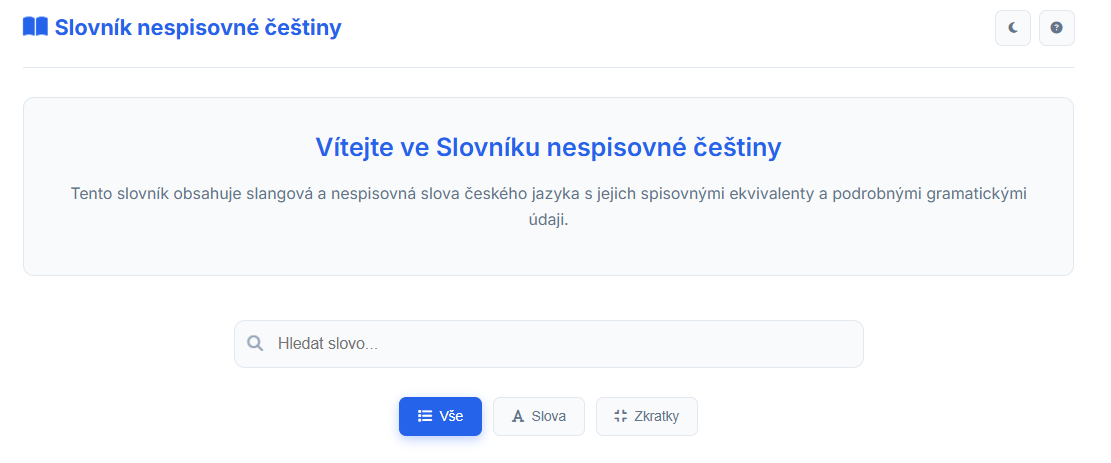 Slovník nespisovné češtiny
Vítejte ve Slovníku nespisovné češtiny
Tento slovník obsahuje slangová a nespisovná slova českého jazyka s jejich spisovnými ekvivalenty a podrobnými gramatickými
údaji.
Hledat slovo...
Vše
Slova
Zkratky